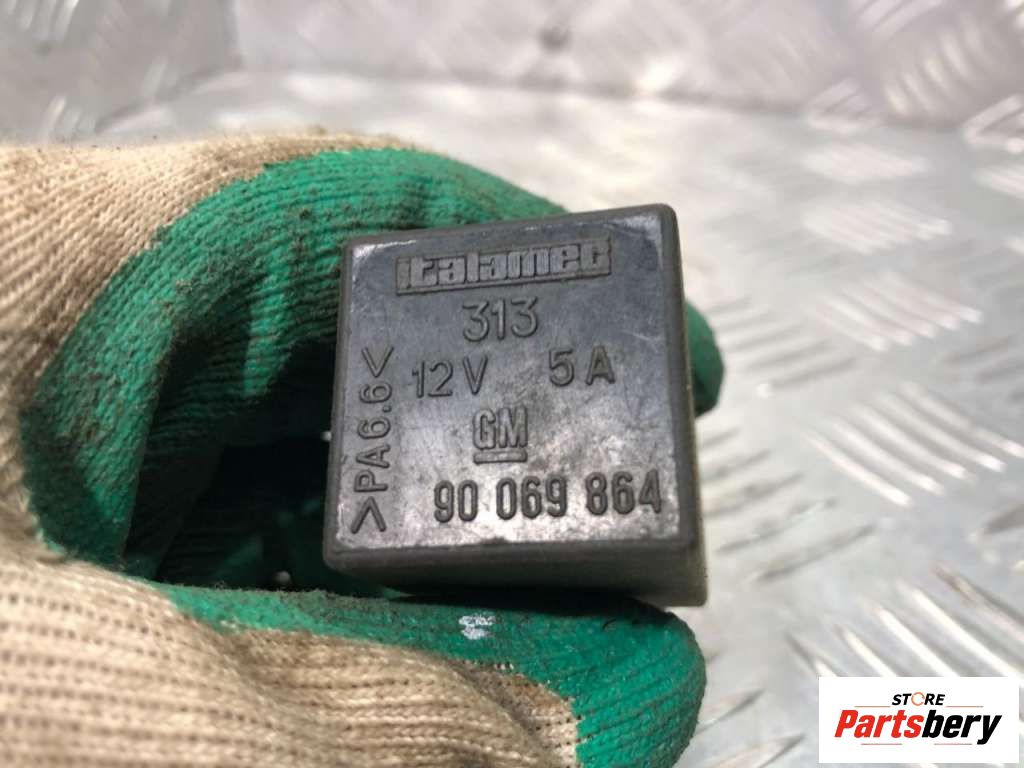 italamec
313
12V 5A
>PA6.6<
GM
90 069 864
STORE
Partsbery